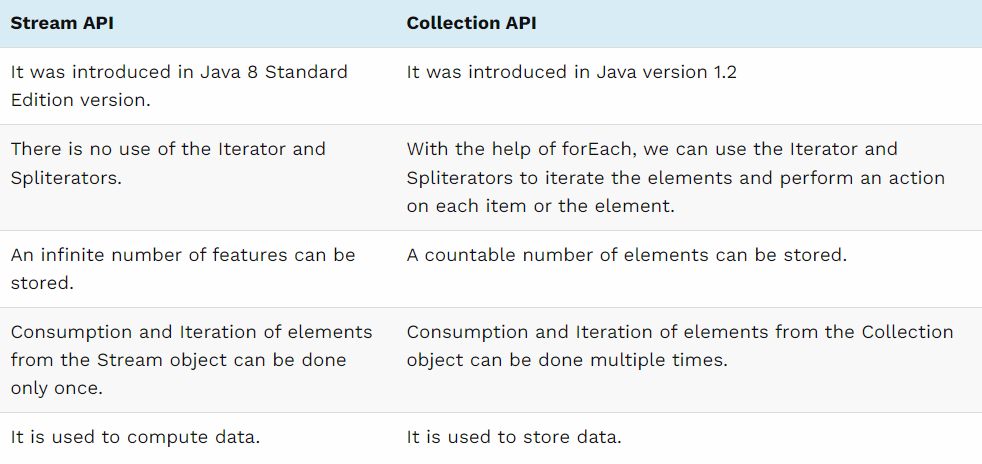 Stream API
Collection API
It was introduced in Java 8 Standard
Edition version.
It was introduced in Java version 1.2
There is no use of the Iterator and
Spliterators.
With the help of forEach, we can use the Iterator and
Spliterators to iterate the elements and perform an action
on each item or the element.
An infinite number of features can be
stored.
A countable number of elements can be stored.
Consumption and Iteration of elements
from the Stream object can be done
only once.
Consumption and Iteration of elements from the Collection
object can be done multiple times.
It is used to compute data.
It is used to store data.